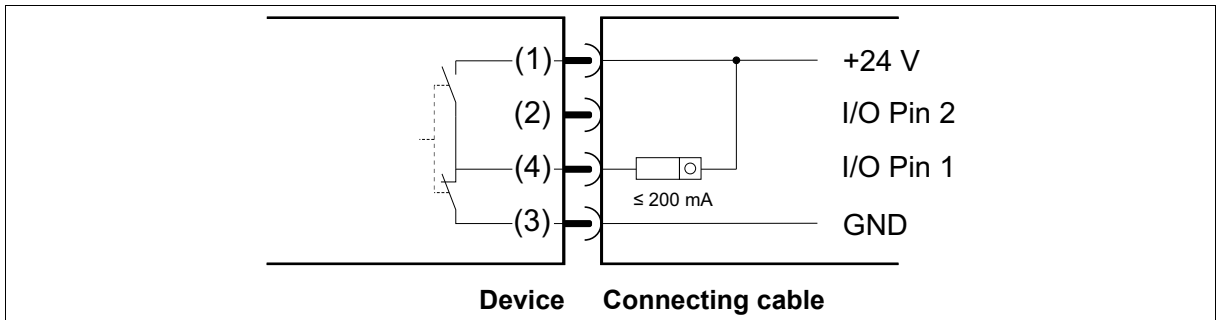 (1) +24 V
(2) I/O Pin 2
(4) I/O Pin 1
≤ 200 mA
(3) GND
Device Connecting cable